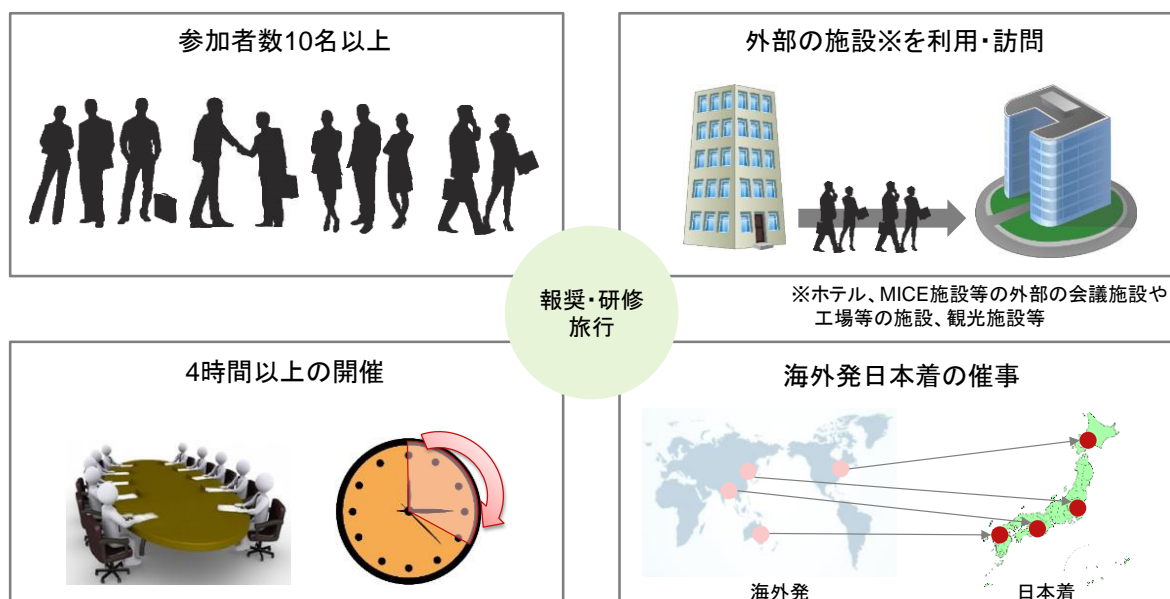 参加者数10名以上
外部の施設※を利用・訪問
※ホテル、MICE施設等の外部の会議施設や
工場等の施設、観光施設等
報奨・研修
旅行
4時間以上の開催
海外発日本着の催事
海外発
日本着